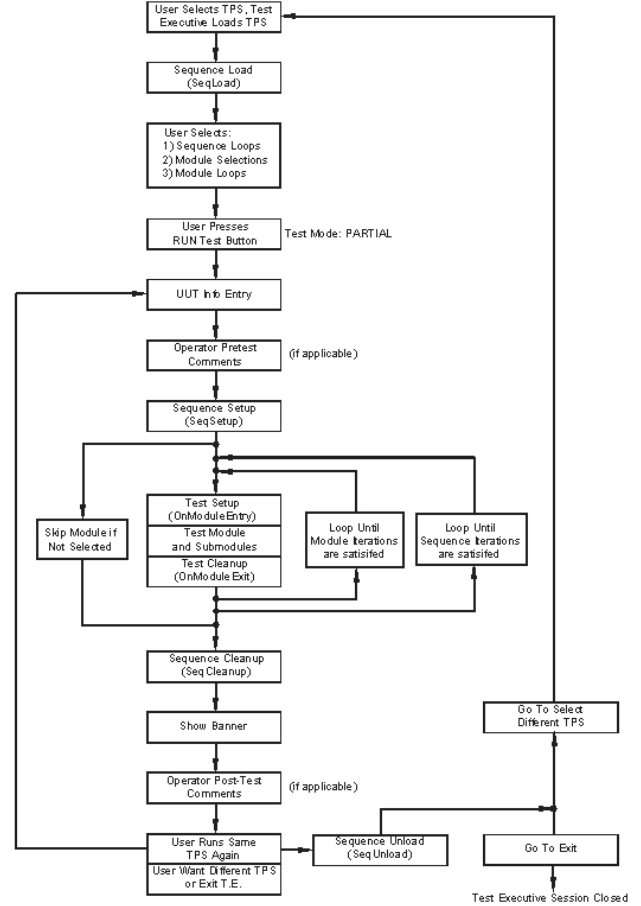 User Selects TPS, Test
Executive Loads TPS
Sequence Load
(SeqLoad)
User Selects:
1) Sequence Loops
2) Module Selections
3) Module Loops
User Presses
RUN Test Button
Test Mode: PARTIAL
UUT Info Entry
Operator Pretest
Comments
(if applicable)
Sequence Setup
(SeqSetup)
Test Setup
(OnModuleEntry)
Test Module
and Submodules
Test Cleanup
(OnModuleExit)
Skip Module if
Not Selected
Loop Until
Module Iterations
are satisifed
Loop Until
Sequence Iterations
are satisifed
Sequence Cleanup
(SeqCleanup)
Show Banner
Go To Select
Different TPS
Operator Post-Test
Comments
(if applicable)
User Runs Same
TPS Again
User Want Different TPS
or Exit T.E.
Sequence Unload
(SeqUnload)
Go To Exit
Test Executive Session Closed